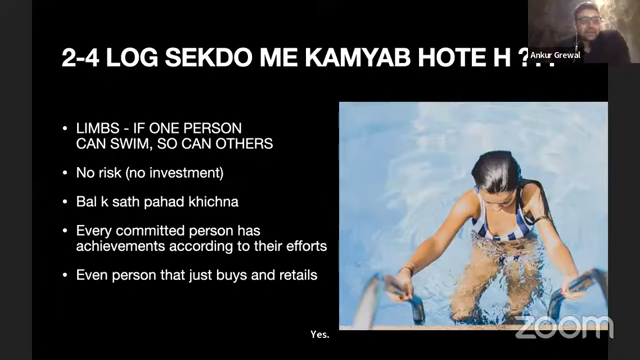 2-4 LOG SEKDO ME KAMYAB HOTE H ???
Ankur Grewal
• LIMBS - IF ONE PERSON
CAN SWIM, SO CAN OTHERS
• No risk (no investment)
• Bal k sath pahad khichna
• Every committed person has
achievements according to their efforts
• Even person that just buys and retails
Yes.
zoom